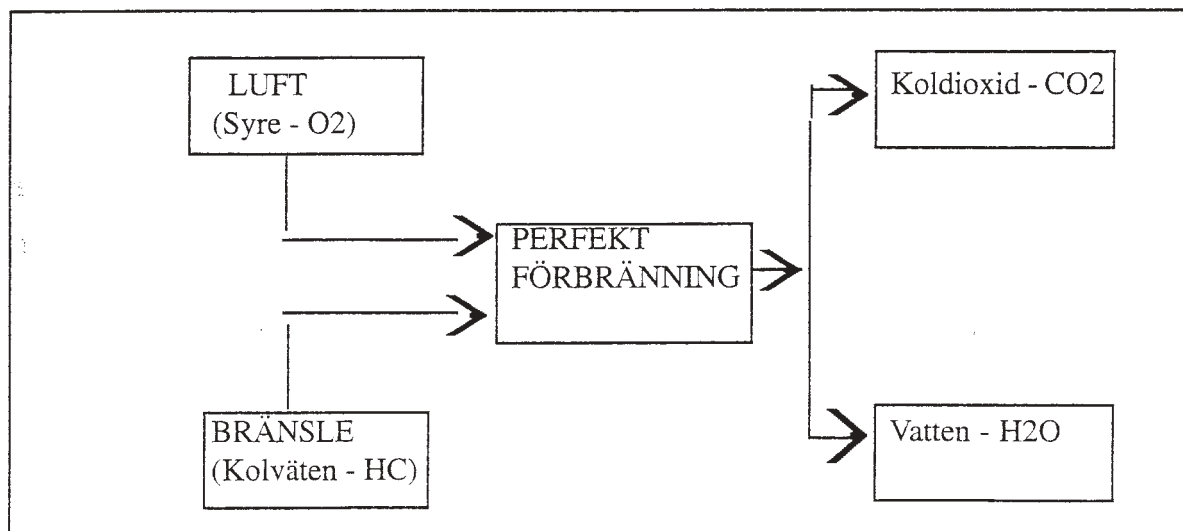 LUFT
(Syre - O2)
Koldioxid - CO2
PERFEKT
FÖRBRÄNNING
BRÄNSLE
(Kolväten - HC)
Vatten - H2O